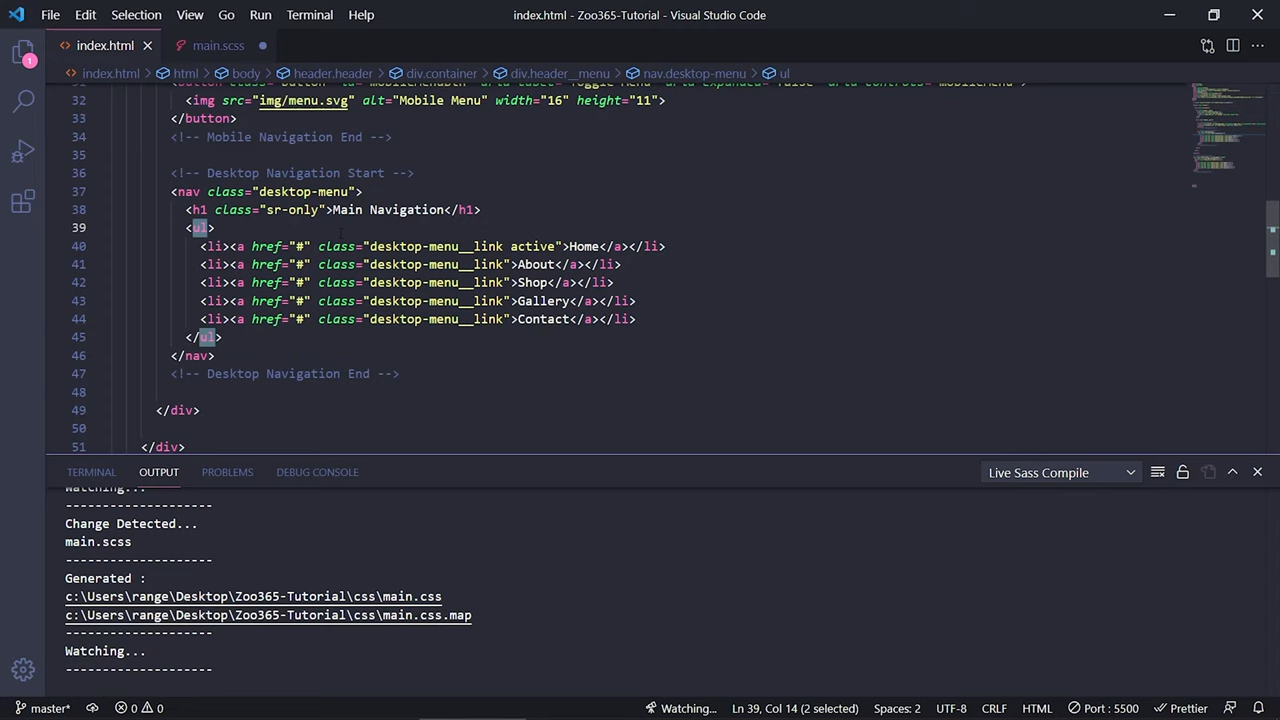 File Edit Selection View Go Run Terminal Help index.html - Zoo365-Tutorial - Visual Studio Code
index.html main.scss
index.html > html > body > header.header > div.container > div.header__menu > nav.desktop-menu > ul
32 <img src="img/menu.svg" alt="Mobile Menu" width="16" height="11">
33 </button>
34 <!-- Mobile Navigation End -->
35
36 <!-- Desktop Navigation Start -->
37 <nav class="desktop-menu">
38 <h1 class="sr-only">Main Navigation</h1>
39 <ul>
40 <li><a href="#" class="desktop-menu__link active">Home</a></li>
41 <li><a href="#" class="desktop-menu__link">About</a></li>
42 <li><a href="#" class="desktop-menu__link">Shop</a></li>
43 <li><a href="#" class="desktop-menu__link">Gallery</a></li>
44 <li><a href="#" class="desktop-menu__link">Contact</a></li>
45 </ul>
46 </nav>
47 <!-- Desktop Navigation End -->
48
49 </div>
50
51 </div>
TERMINAL OUTPUT PROBLEMS DEBUG CONSOLE Live Sass Compile
Watching...
--------------------
Change Detected...
main.scss
--------------------
Generated :
c:\Users\range\Desktop\Zoo365-Tutorial\css\main.css
c:\Users\range\Desktop\Zoo365-Tutorial\css\main.css.map
--------------------
Watching...
--------------------
master* 0 0 Watching... Ln 39, Col 14 (2 selected) Spaces: 2 UTF-8 CRLF HTML Port : 5500 Prettier